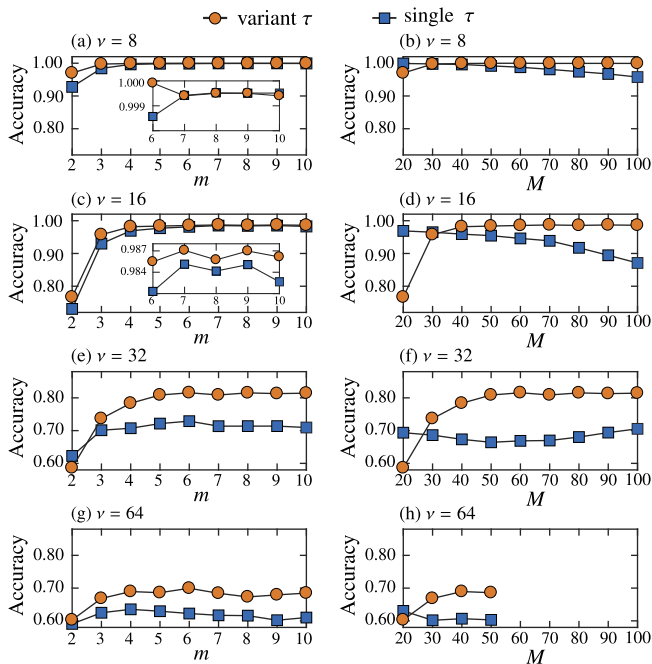 variant τ single τ
(a) ν = 8
Accuracy
1.00
0.90
0.80
1.000
0.999
6 7 8 9 10
2 3 4 5 6 7 8 9 10
m
(b) ν = 8
Accuracy
1.00
0.90
0.80
20 30 40 50 60 70 80 90 100
M
(c) ν = 16
Accuracy
1.00
0.90
0.80
0.987
0.984
6 7 8 9 10
2 3 4 5 6 7 8 9 10
m
(d) ν = 16
Accuracy
1.00
0.90
0.80
20 30 40 50 60 70 80 90 100
M
(e) ν = 32
Accuracy
0.80
0.70
0.60
2 3 4 5 6 7 8 9 10
m
(f) ν = 32
Accuracy
0.80
0.70
0.60
20 30 40 50 60 70 80 90 100
M
(g) ν = 64
Accuracy
0.80
0.70
0.60
2 3 4 5 6 7 8 9 10
m
(h) ν = 64
Accuracy
0.80
0.70
0.60
20 30 40 50 60 70 80 90 100
M